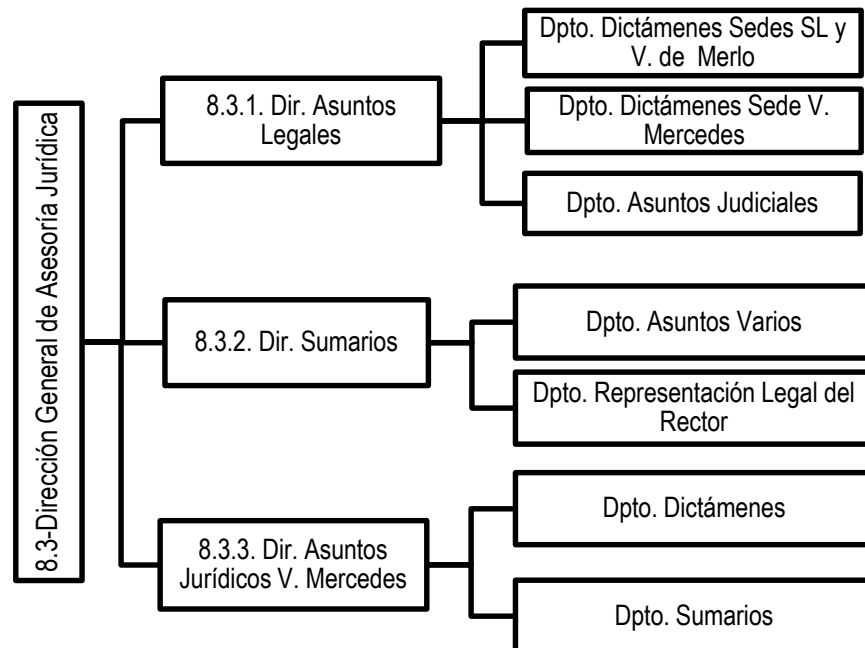 8.3-Dirección General de Asesoría Jurídica
8.3.1. Dir. Asuntos
Legales
Dpto. Dictámenes Sedes SL y
V. de  Merlo
Dpto. Dictámenes Sede V.
Mercedes
Dpto. Asuntos Judiciales
8.3.2. Dir. Sumarios
Dpto. Asuntos Varios
Dpto. Representación Legal del
Rector
8.3.3. Dir. Asuntos
Jurídicos V. Mercedes
Dpto. Dictámenes
Dpto. Sumarios